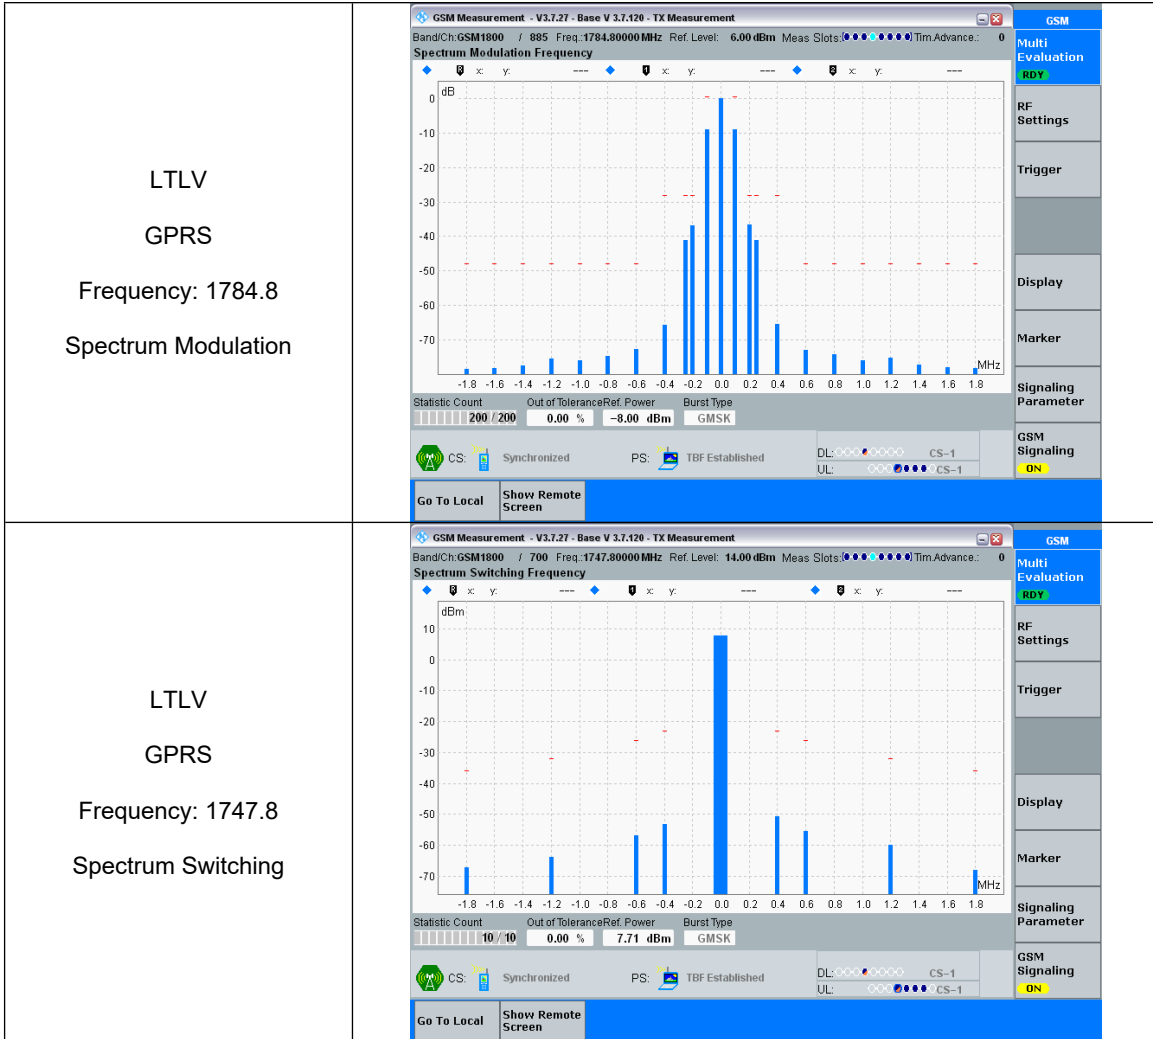 LTLV
GPRS
Frequency: 1784.8
Spectrum Modulation
GSM Measurement - V3.7.27 - Base V 3.7.120 - TX Measurement
Band/Ch:GSM1800 / 885 Freq.:1784.80000 MHz Ref. Level: 6.00 dBm Meas Slots: Tim.Advance.: 0
Spectrum Modulation Frequency
R x: y: --- 1 x: y: --- 2 x: y: ---
dB
0
-10
-20
-30
-40
-50
-60
-70
MHz
-1.8 -1.6 -1.4 -1.2 -1.0 -0.8 -0.6 -0.4 -0.2 0.0 0.2 0.4 0.6 0.8 1.0 1.2 1.4 1.6 1.8
Statistic Count Out of Tolerance Ref. Power Burst Type
200 / 200 0.00 % -8.00 dBm GMSK
CS: Synchronized PS: TBF Established DL: CS-1
UL: CS-1
Go To Local Show Remote
Screen
GSM
Multi
Evaluation
RDY
RF
Settings
Trigger
Display
Marker
Signaling
Parameter
GSM
Signaling
ON
LTLV
GPRS
Frequency: 1747.8
Spectrum Switching
GSM Measurement - V3.7.27 - Base V 3.7.120 - TX Measurement
Band/Ch:GSM1800 / 700 Freq.:1747.80000 MHz Ref. Level: 14.00 dBm Meas Slots: Tim.Advance.: 0
Spectrum Switching Frequency
R x: y: --- 1 x: y: --- 2 x: y: ---
dBm
10
0
-10
-20
-30
-40
-50
-60
-70
MHz
-1.8 -1.6 -1.4 -1.2 -1.0 -0.8 -0.6 -0.4 -0.2 0.0 0.2 0.4 0.6 0.8 1.0 1.2 1.4 1.6 1.8
Statistic Count Out of Tolerance Ref. Power Burst Type
10 / 10 0.00 % 7.71 dBm GMSK
CS: Synchronized PS: TBF Established DL: CS-1
UL: CS-1
Go To Local Show Remote
Screen
GSM
Multi
Evaluation
RDY
RF
Settings
Trigger
Display
Marker
Signaling
Parameter
GSM
Signaling
ON